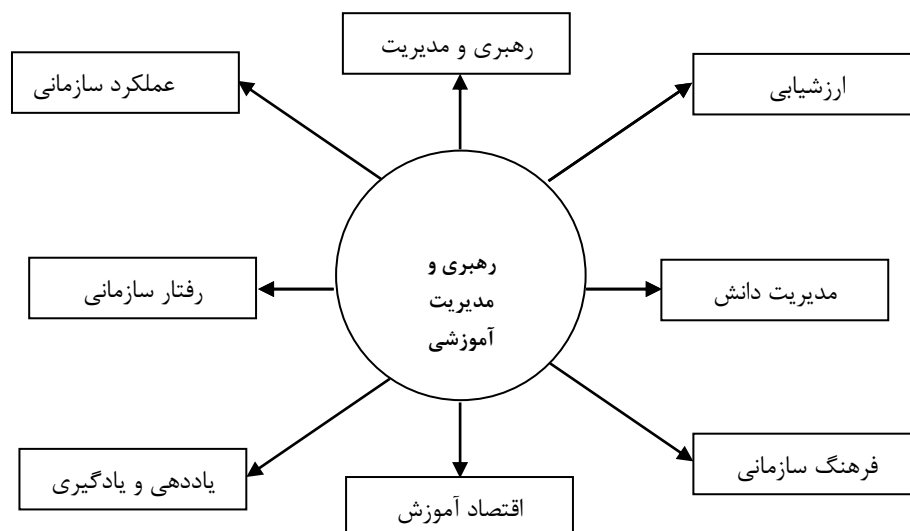 رهبری و مدیریت
ارزشیابی
عملکرد سازمانی
رهبری و
مدیریت
آموزشی
مدیریت دانش
رفتار سازمانی
فرهنگ سازمانی
یاددهی و یادگیری
اقتصاد آموزش